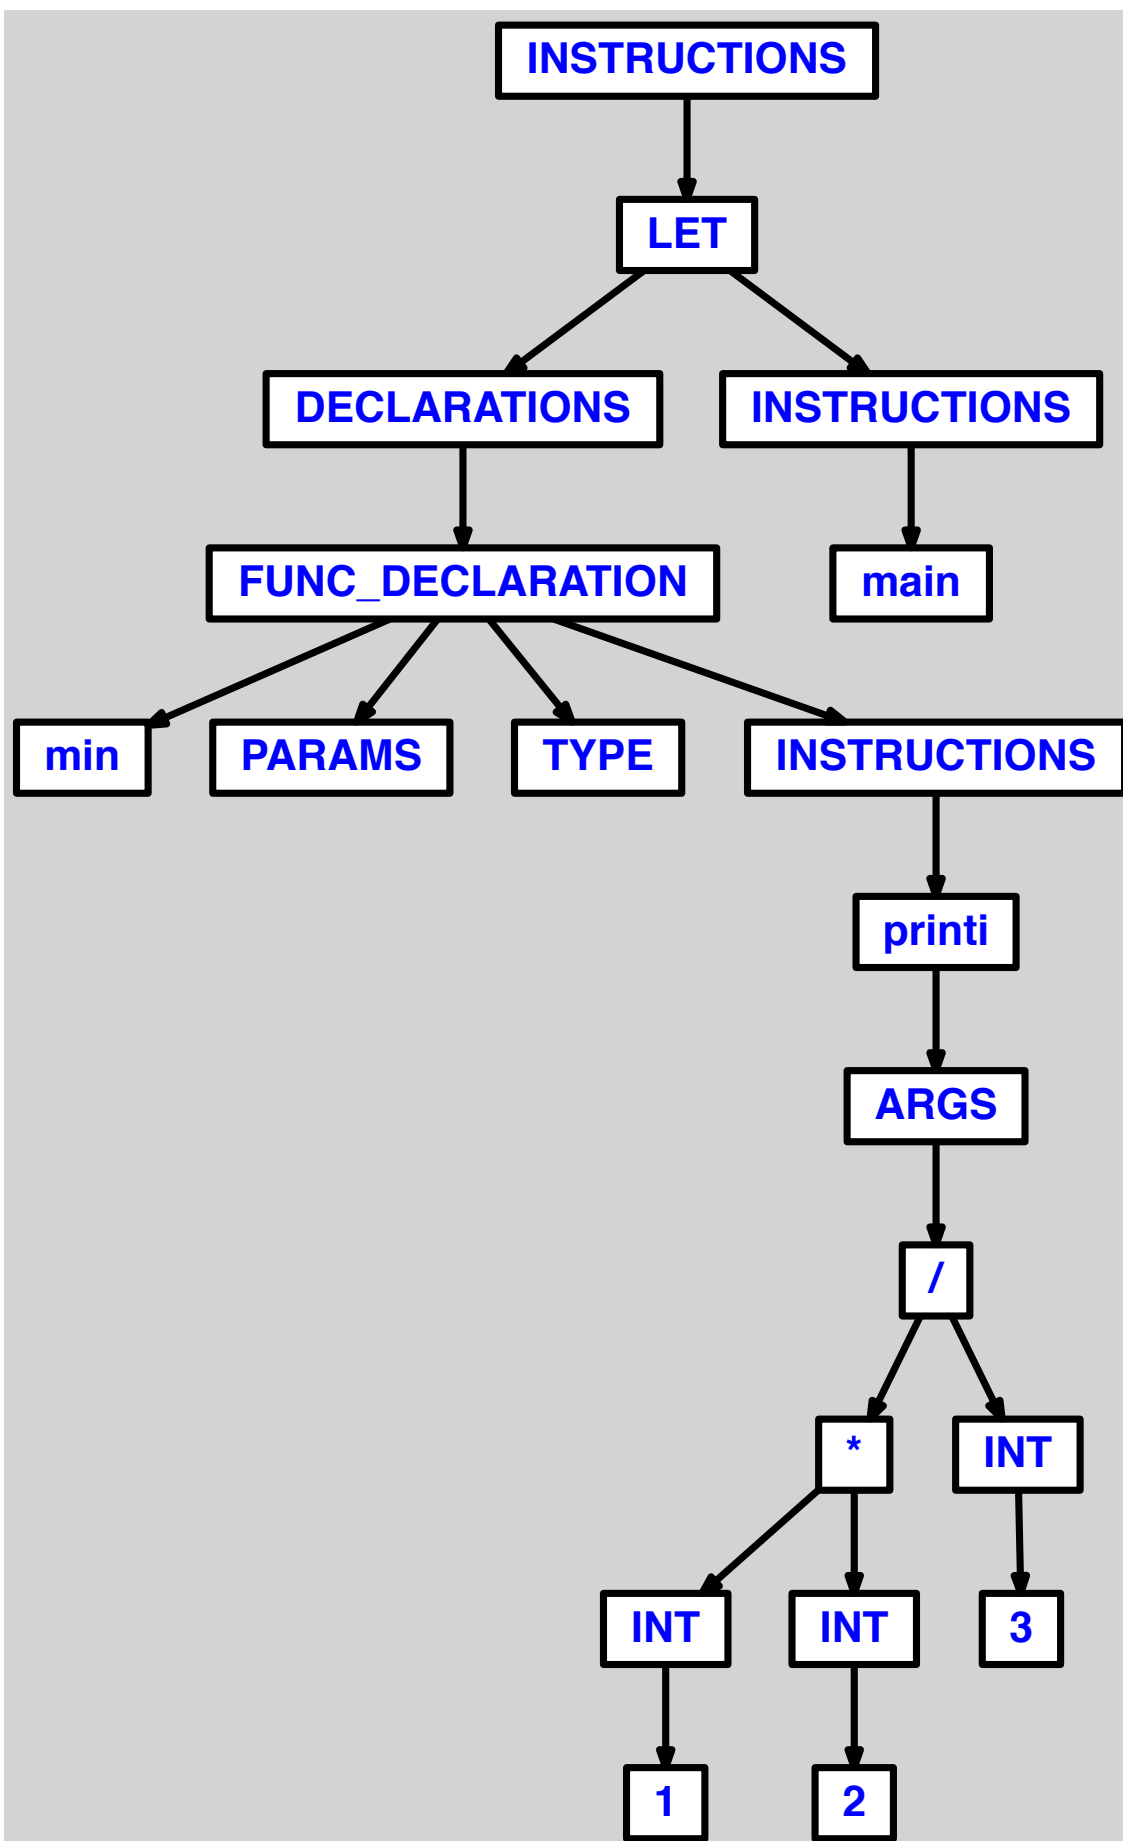 INSTRUCTIONS
LET
DECLARATIONS
INSTRUCTIONS
FUNC_DECLARATION
main
min
PARAMS
TYPE
INSTRUCTIONS
printi
ARGS
/
*
INT
INT
INT
3
1
2